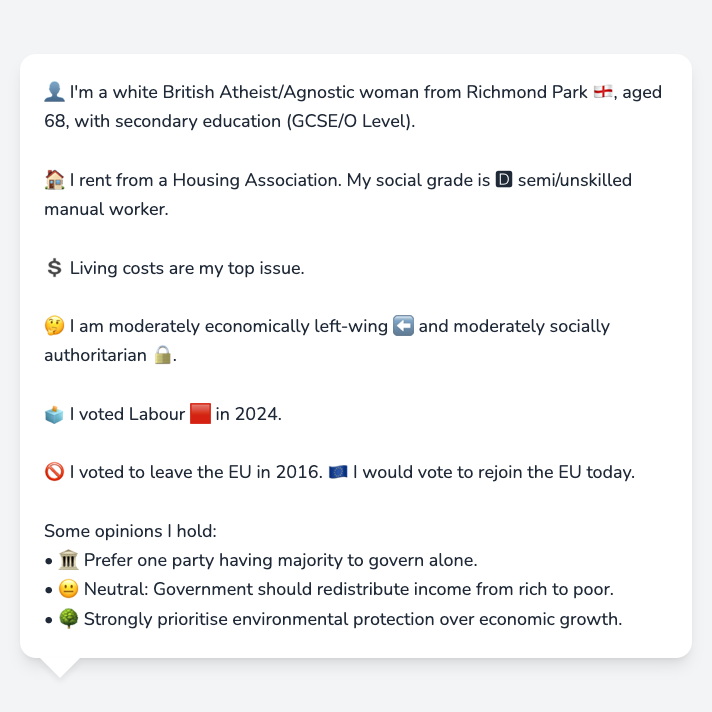 👤 I'm a white British Atheist/Agnostic woman from Richmond Park 🏴󠁧󠁢󠁥󠁮󠁧󠁿, aged
68, with secondary education (GCSE/O Level).
🏠 I rent from a Housing Association. My social grade is D semi/unskilled
manual worker.
💲 Living costs are my top issue.
🤔 I am moderately economically left-wing ⬅️ and moderately socially
authoritarian 🔒.
🗳️ I voted Labour 🟥 in 2024.
🚫 I voted to leave the EU in 2016. 🇪🇺 I would vote to rejoin the EU today.
Some opinions I hold:
• 🏛️ Prefer one party having majority to govern alone.
• 😐 Neutral: Government should redistribute income from rich to poor.
• 🌳 Strongly prioritise environmental protection over economic growth.